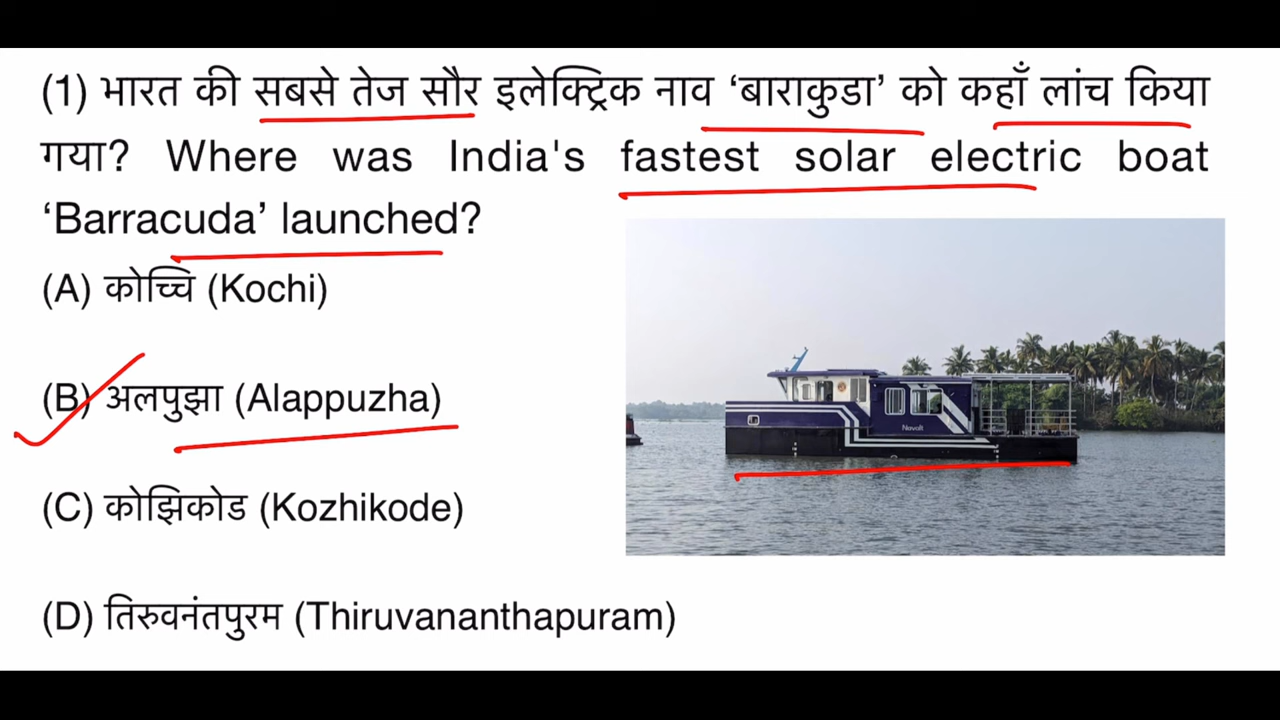 (1) भारत की सबसे तेज सौर इलेक्ट्रिक नाव ‘बाराकुडा’ को कहाँ लांच किया
गया? Where was India's fastest solar electric boat
‘Barracuda’ launched?
(A) कोच्चि (Kochi)
(B) अलपुझा (Alappuzha)
(C) कोझिकोड (Kozhikode)
(D) तिरुवनंतपुरम (Thiruvananthapuram)
Navalt